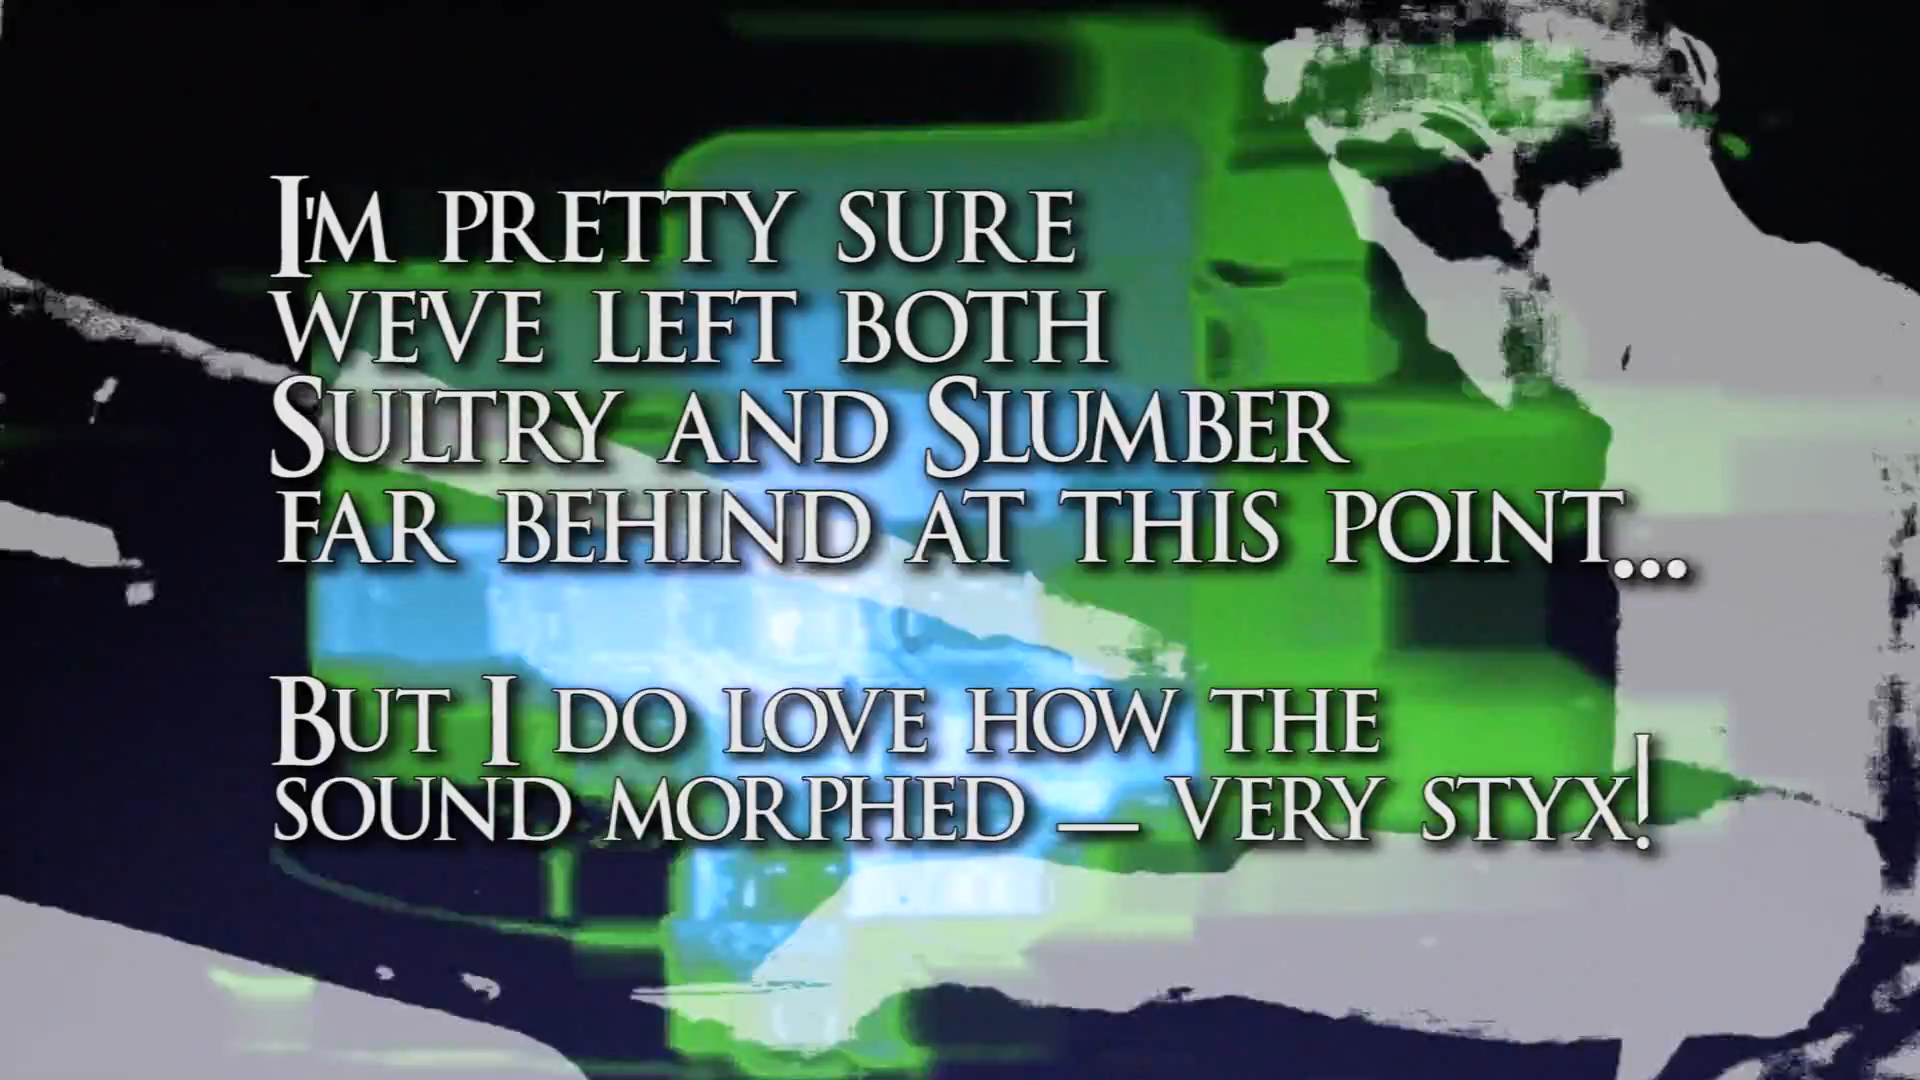 I'm pretty sure
we've left both
Sultry and Slumber
far behind at this point...
But I do love how the
sound morphed — very styx!